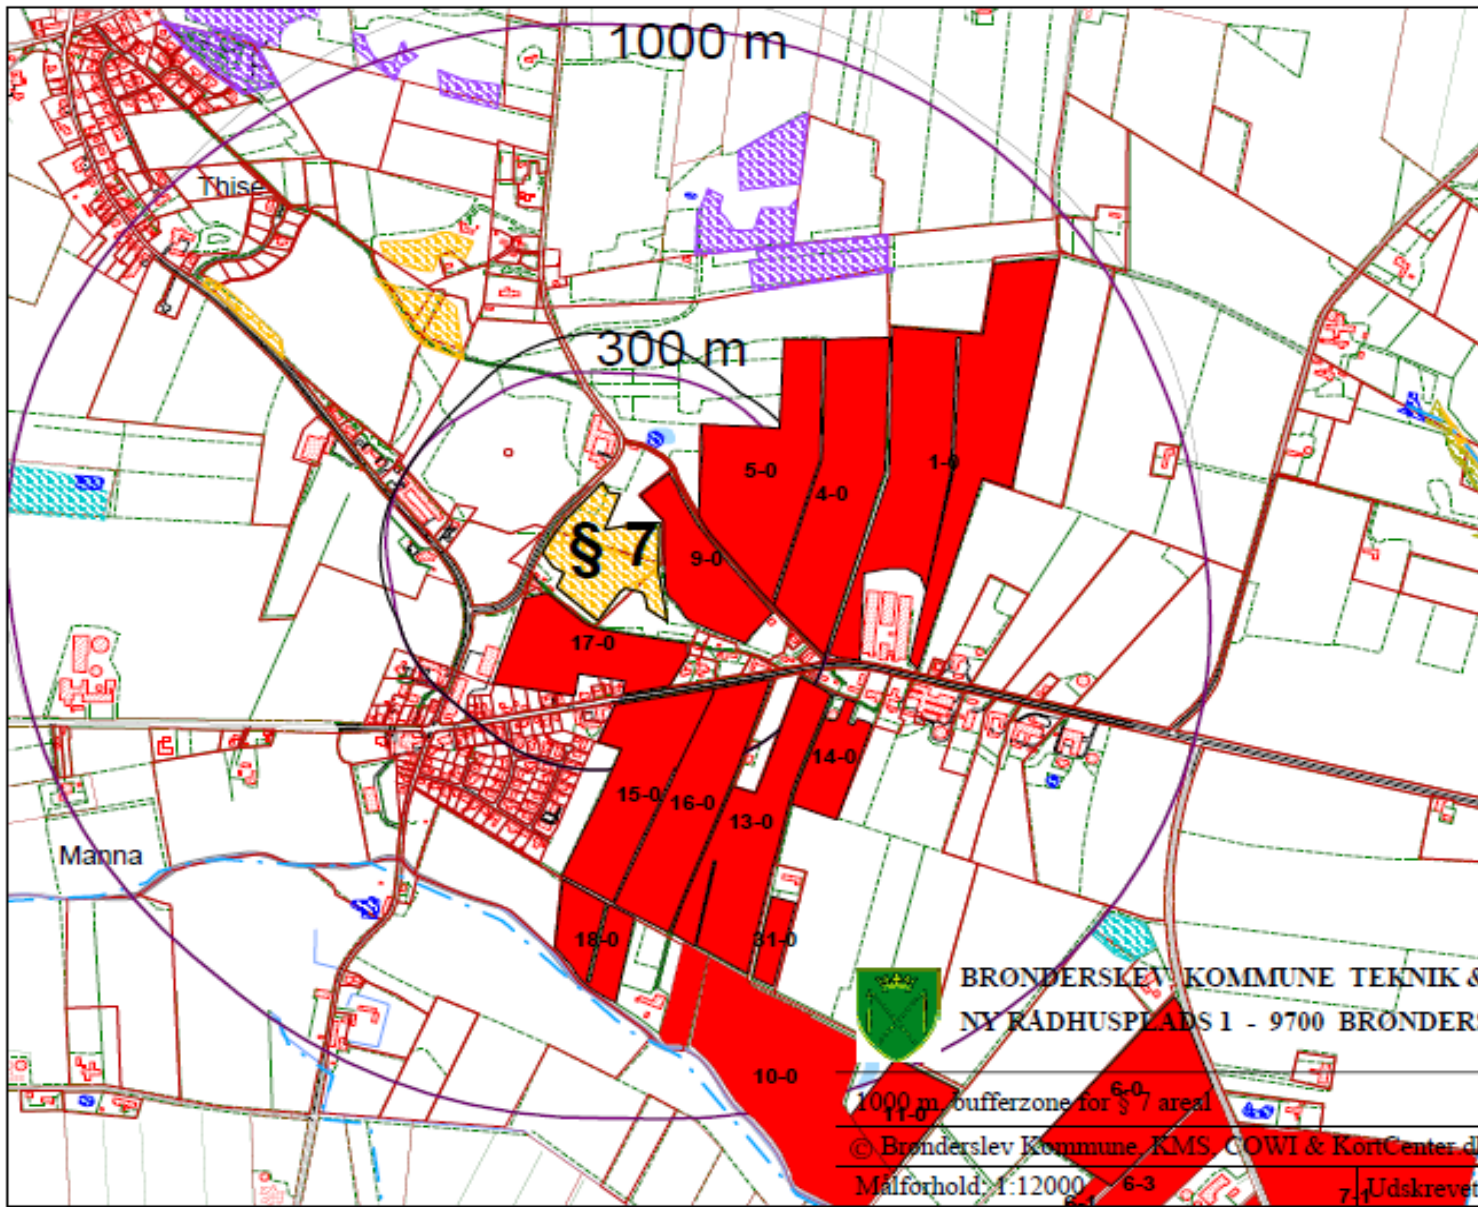 1000 m
Thise
300 m
5-0
4-0
1-0
§ 7
9-0
17-0
14-0
15-0
16-0
13-0
Manna
18-0
31-0
BRØNDERSLEV KOMMUNE TEKNIK &
NY RÅDHUSPLADS 1 - 9700 BRØNDERS
10-0
6-0
1000 m bufferzone for § 7 areal
11-0
© Brønderslev Kommune, KMS, COWI & KortCenter.d
Målforhold: 1:12000
6-3
Udskrevet
7-1
6-1